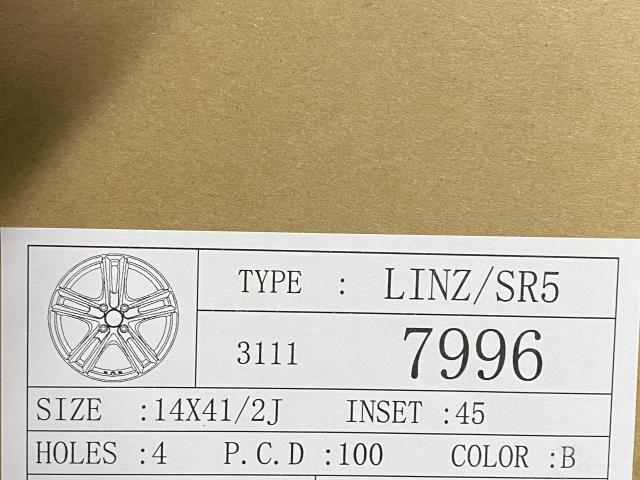 TYPE : LINZ/SR5
3111 7996
SIZE :14X41/2J INSET :45
HOLES :4 P.C.D :100 COLOR :B